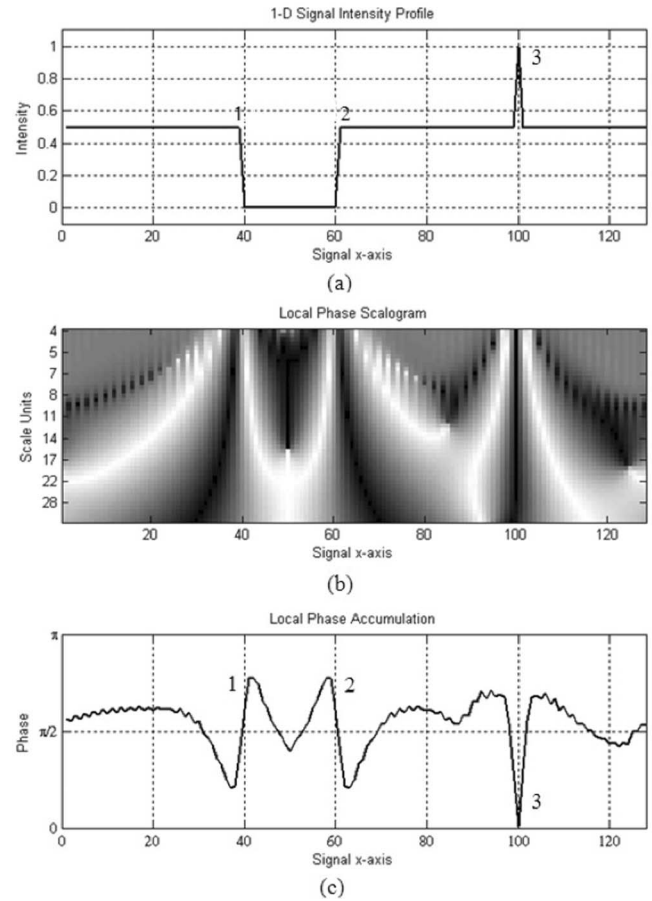 1-D Signal Intensity Profile
1
0.8
0.6
0.4
0.2
0
Intensity
1
2
3
0 20 40 60 80 100 120
Signal x-axis
(a)
Local Phase Scalogram
4
5
7
8
11
14
17
22
28
Scale Units
20 40 60 80 100 120
Signal x-axis
(b)
Local Phase Accumulation
π
π/2
0
Phase
1
2
3
0 20 40 60 80 100 120
Signal x-axis
(c)